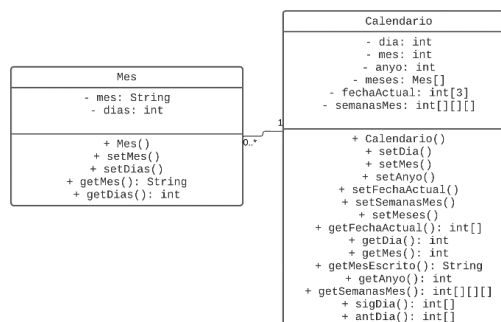 Mes
- mes: String
- dias: int
+ Mes()
+ setMes()
+ setDias()
+ getMes(): String
+ getDias(): int
0..*
1
Calendario
- dia: int
- mes: int
- anyo: int
- meses: Mes[]
- fechaActual: int[3]
- semanasMes: int[][][]
+ Calendario()
+ setDia()
+ setMes()
+ setAnyo()
+ setFechaActual()
+ setSemanasMes()
+ setMeses()
+ getFechaActual(): int[]
+ getDia(): int
+ getMes(): int
+ getMesEscrito(): String
+ getAnyo(): int
+ getSemanasMes(): int[][][]
+ sigDia(): int[]
+ antDia(): int[]